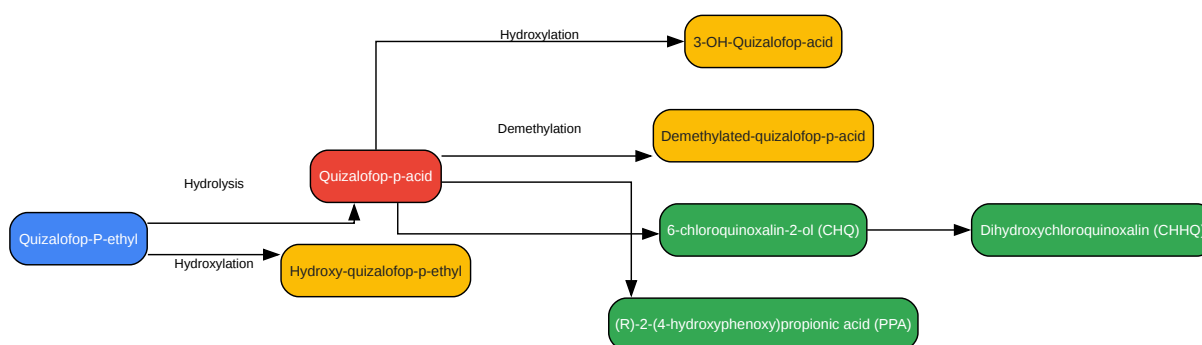 Hydroxylation
3-OH-Quizalofop-acid
Demethylation
Demethylated-quizalofop-p-acid
Quizalofop-p-acid
Hydrolysis
Quizalofop-P-ethyl
Hydroxylation
Hydroxy-quizalofop-p-ethyl
6-chloroquinoxalin-2-ol (CHQ)
Dihydroxychloroquinoxalin (CHHQ)
(R)-2-(4-hydroxyphenoxy)propionic acid (PPA)